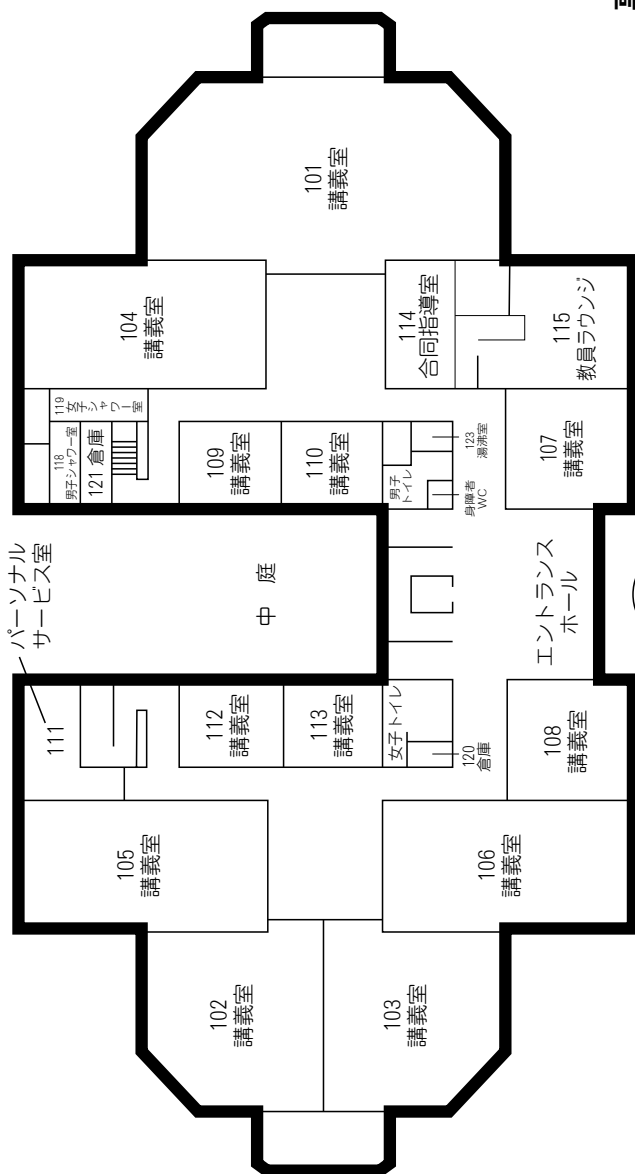 パーソナル
サービス室
111
118
男子シャワー室
119
女子シャワー室
121 倉庫
105
講義室
104
講義室
102
講義室
112
講義室
中 庭
109
講義室
113
講義室
110
講義室
101
講義室
103
講義室
女子トイレ
男子
トイレ
114
合同指導室
120
倉庫
身障者
WC
123
湯沸室
106
講義室
108
講義室
エントランス
ホール
107
講義室
115
教員ラウンジ